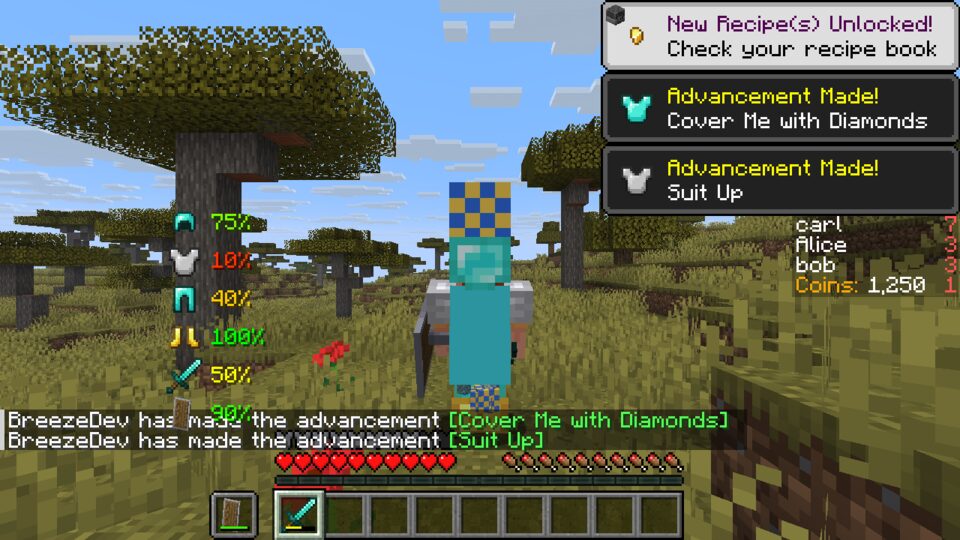 New Recipe(s) Unlocked!
Check your recipe book
Advancement Made!
Cover Me with Diamonds
Advancement Made!
Suit Up
carl 7
Alice 3
bob 3
Coins: 1,250 1
75%
10%
40%
100%
50%
90%
BreezeDev has made the advancement [Cover Me with Diamonds]
BreezeDev has made the advancement [Suit Up]